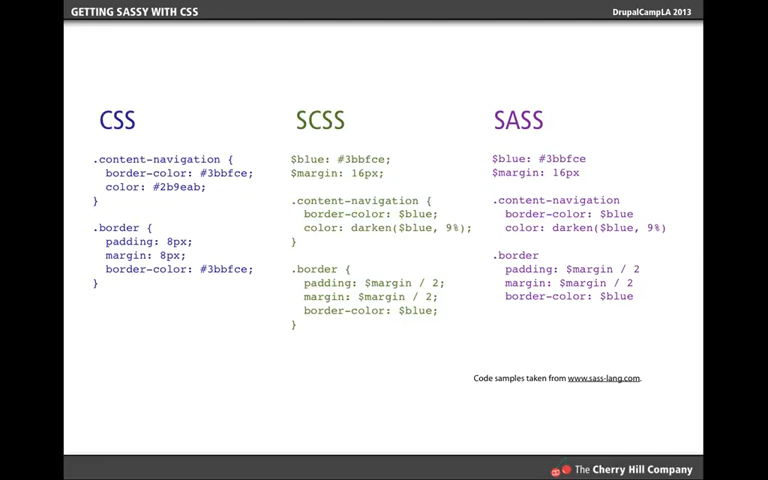 GETTING SASSY WITH CSS
DrupalCampLA 2013
CSS
.content-navigation {
border-color: #3bbfce;
color: #2b9eab;
}
.border {
padding: 8px;
margin: 8px;
border-color: #3bbfce;
}
SCSS
$blue: #3bbfce;
$margin: 16px;
.content-navigation {
border-color: $blue;
color: darken($blue, 9%);
}
.border {
padding: $margin / 2;
margin: $margin / 2;
border-color: $blue;
}
SASS
$blue: #3bbfce
$margin: 16px
.content-navigation
border-color: $blue
color: darken($blue, 9%)
.border
padding: $margin / 2
margin: $margin / 2
border-color: $blue
Code samples taken from www.sass-lang.com.
The Cherry Hill Company